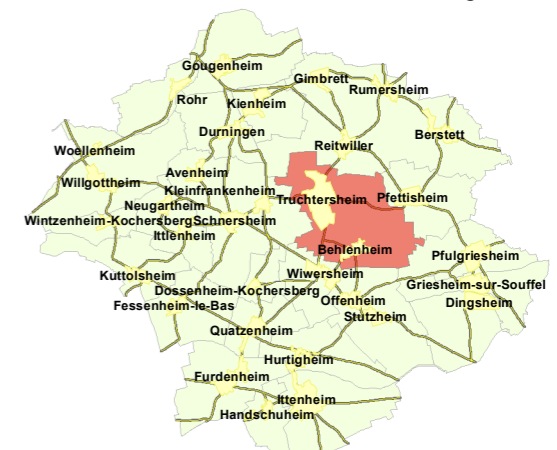 Gougenheim
Gimbrett
Rumersheim
Rohr
Kienheim
Durningen
Berstett
Reitwiller
Woellenheim
Avenheim
Willgottheim
Kleinfrankenheim
Truchtersheim
Pfettisheim
Neugartheim
Wintzenheim-Kochersberg
Schnersheim
Ittlenheim
Behlenheim
Pfulgriesheim
Kuttolsheim
Wiwersheim
Dossenheim-Kochersberg
Griesheim-sur-Souffel
Fessenheim-le-Bas
Offenheim
Dingsheim
Stutzheim
Quatzenheim
Hurtigheim
Furdenheim
Ittenheim
Handschuheim